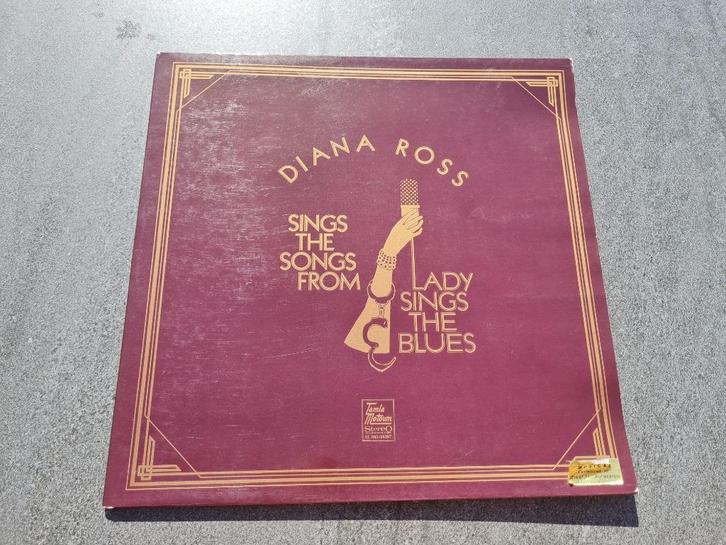 DIANA ROSS
SINGS
THE
SONGS
FROM
LADY
SINGS
THE
BLUES
Tamla
Motown
Stereo